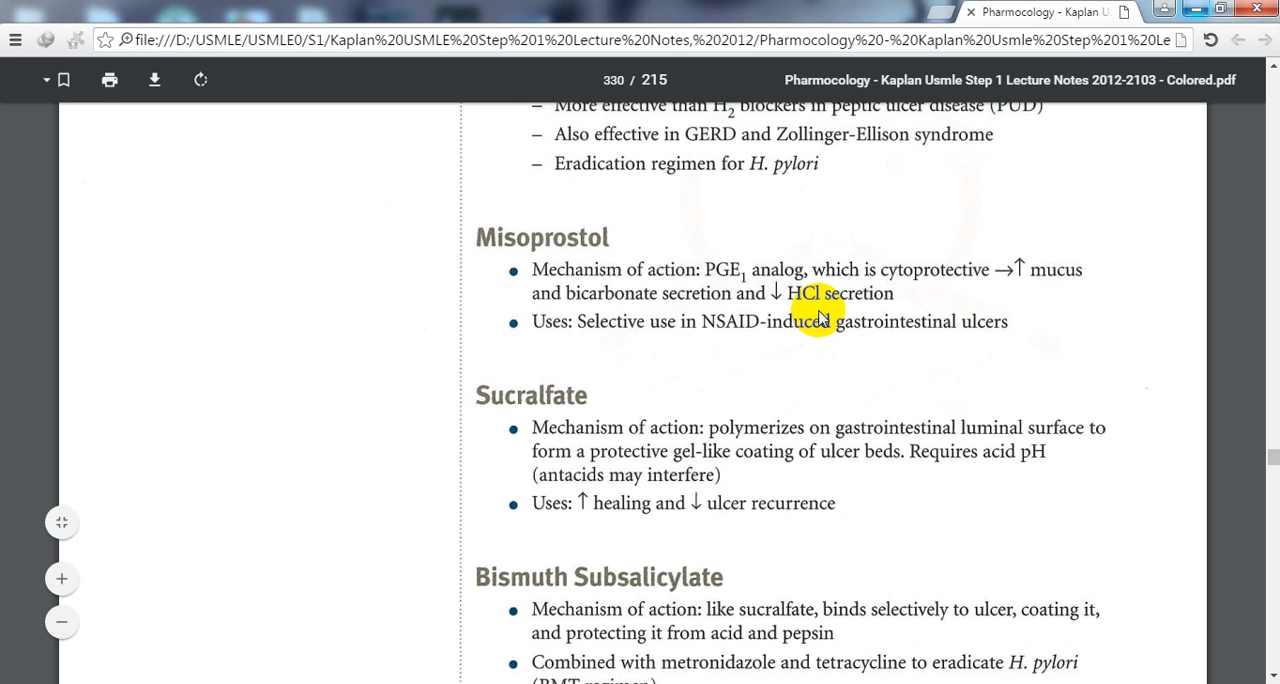 Pharmocology - Kaplan U
file:///D:/USMLE/USMLE0/S1/Kaplan%20USMLE%20Step%201%20Lecture%20Notes,%202012/Pharmocology%20-%20Kaplan%20Usmle%20Step%201%20Le
330 / 215
Pharmocology - Kaplan Usmle Step 1 Lecture Notes 2012-2103 - Colored.pdf
– More effective than H2 blockers in peptic ulcer disease (PUD)
– Also effective in GERD and Zollinger-Ellison syndrome
– Eradication regimen for H. pylori
Misoprostol
• Mechanism of action: PGE1 analog, which is cytoprotective →↑ mucus
and bicarbonate secretion and ↓ HCl secretion
• Uses: Selective use in NSAID-induced gastrointestinal ulcers
Sucralfate
• Mechanism of action: polymerizes on gastrointestinal luminal surface to
form a protective gel-like coating of ulcer beds. Requires acid pH
(antacids may interfere)
• Uses: ↑ healing and ↓ ulcer recurrence
Bismuth Subsalicylate
• Mechanism of action: like sucralfate, binds selectively to ulcer, coating it,
and protecting it from acid and pepsin
• Combined with metronidazole and tetracycline to eradicate H. pylori
(BMT regimen)